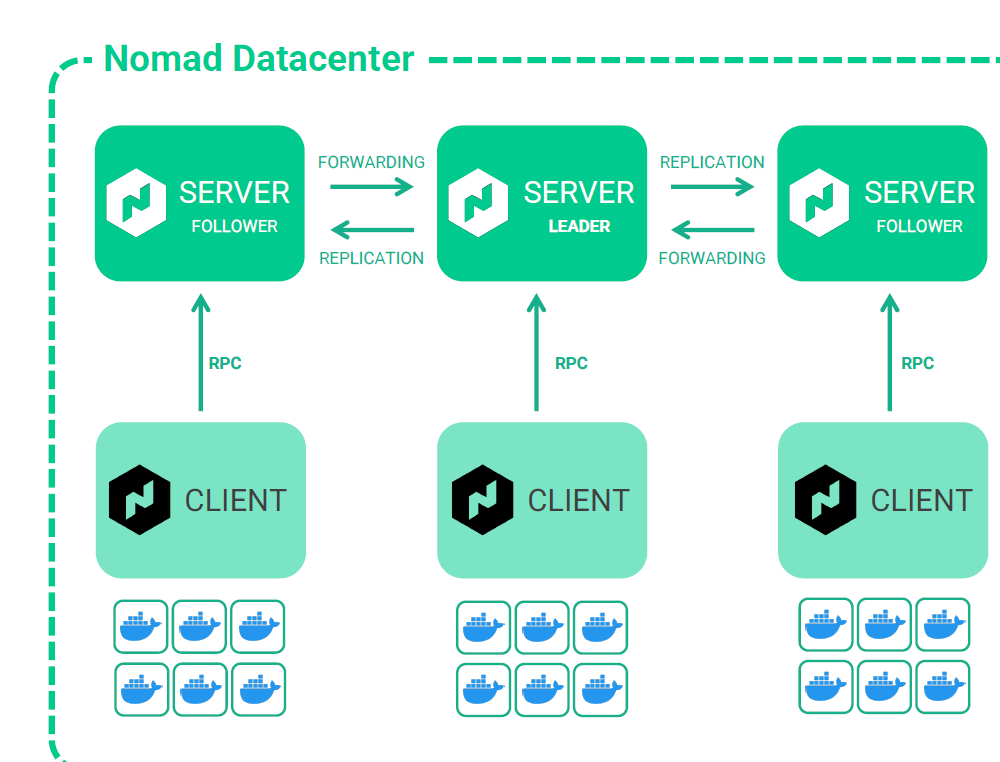 Nomad Datacenter
FORWARDING
REPLICATION
SERVER
FOLLOWER
SERVER
LEADER
SERVER
FOLLOWER
REPLICATION
FORWARDING
RPC
RPC
RPC
CLIENT
CLIENT
CLIENT